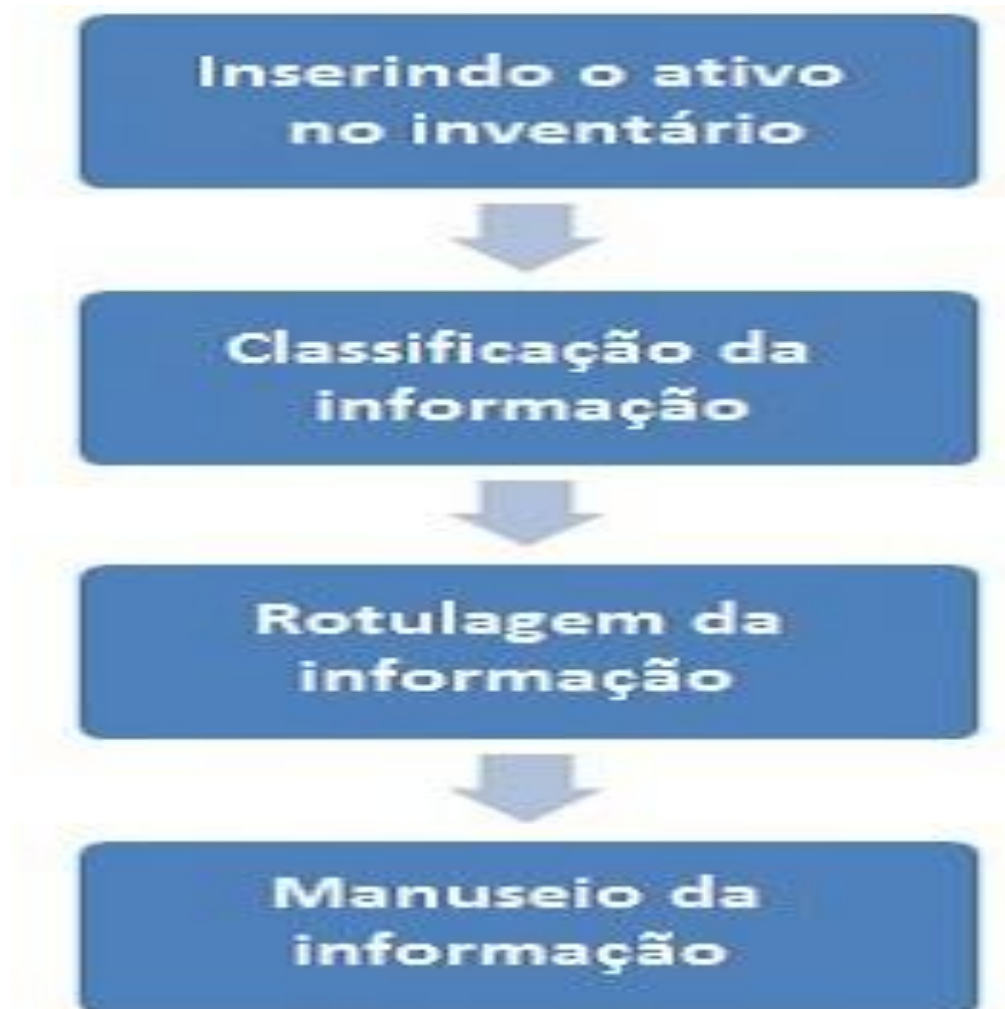 Inserindo o ativo
no inventário
Classificação da
informação
Rotulagem da
informação
Manuseio da
informação